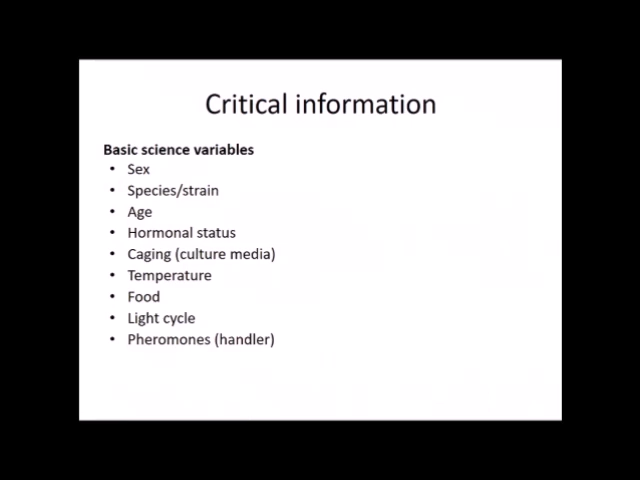 Critical information
Basic science variables
• Sex
• Species/strain
• Age
• Hormonal status
• Caging (culture media)
• Temperature
• Food
• Light cycle
• Pheromones (handler)